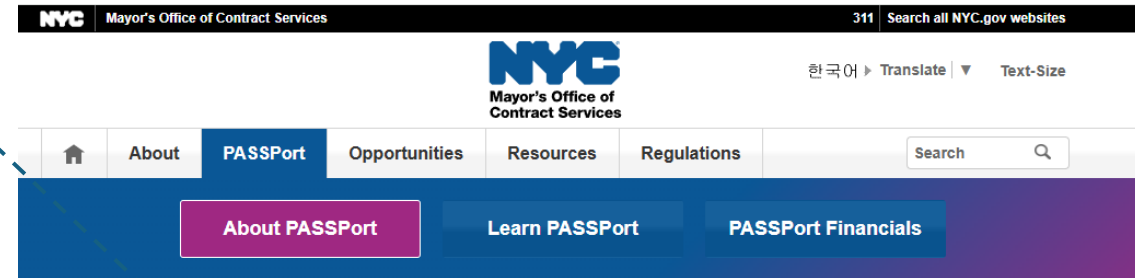 NYC Mayor's Office of Contract Services 311 Search all NYC.gov websites
NYC
Mayor's Office of
Contract Services
한국어 Translate ▼ Text-Size
About PASSPort Opportunities Resources Regulations Search
About PASSPort Learn PASSPort PASSPort Financials